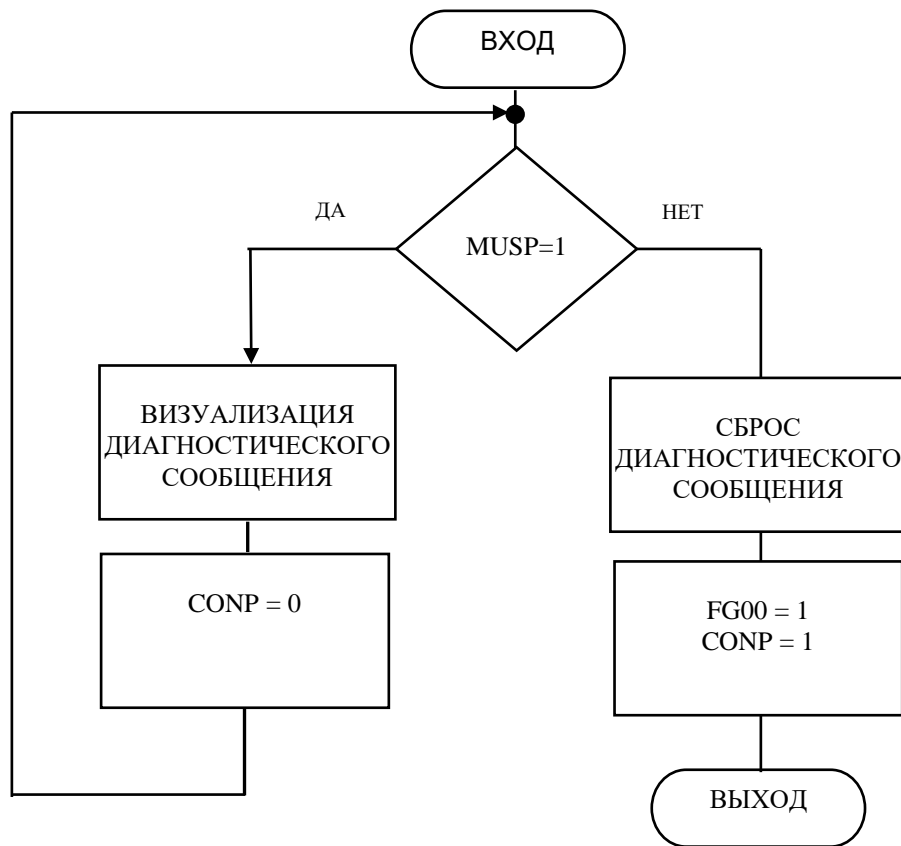 ВХОД
ДА
НЕТ
MUSP=1
ВИЗУАЛИЗАЦИЯ
ДИАГНОСТИЧЕСКОГО
СООБЩЕНИЯ
СБРОС
ДИАГНОСТИЧЕСКОГО
СООБЩЕНИЯ
CONP = 0
FG00 = 1
CONP = 1
ВЫХОД